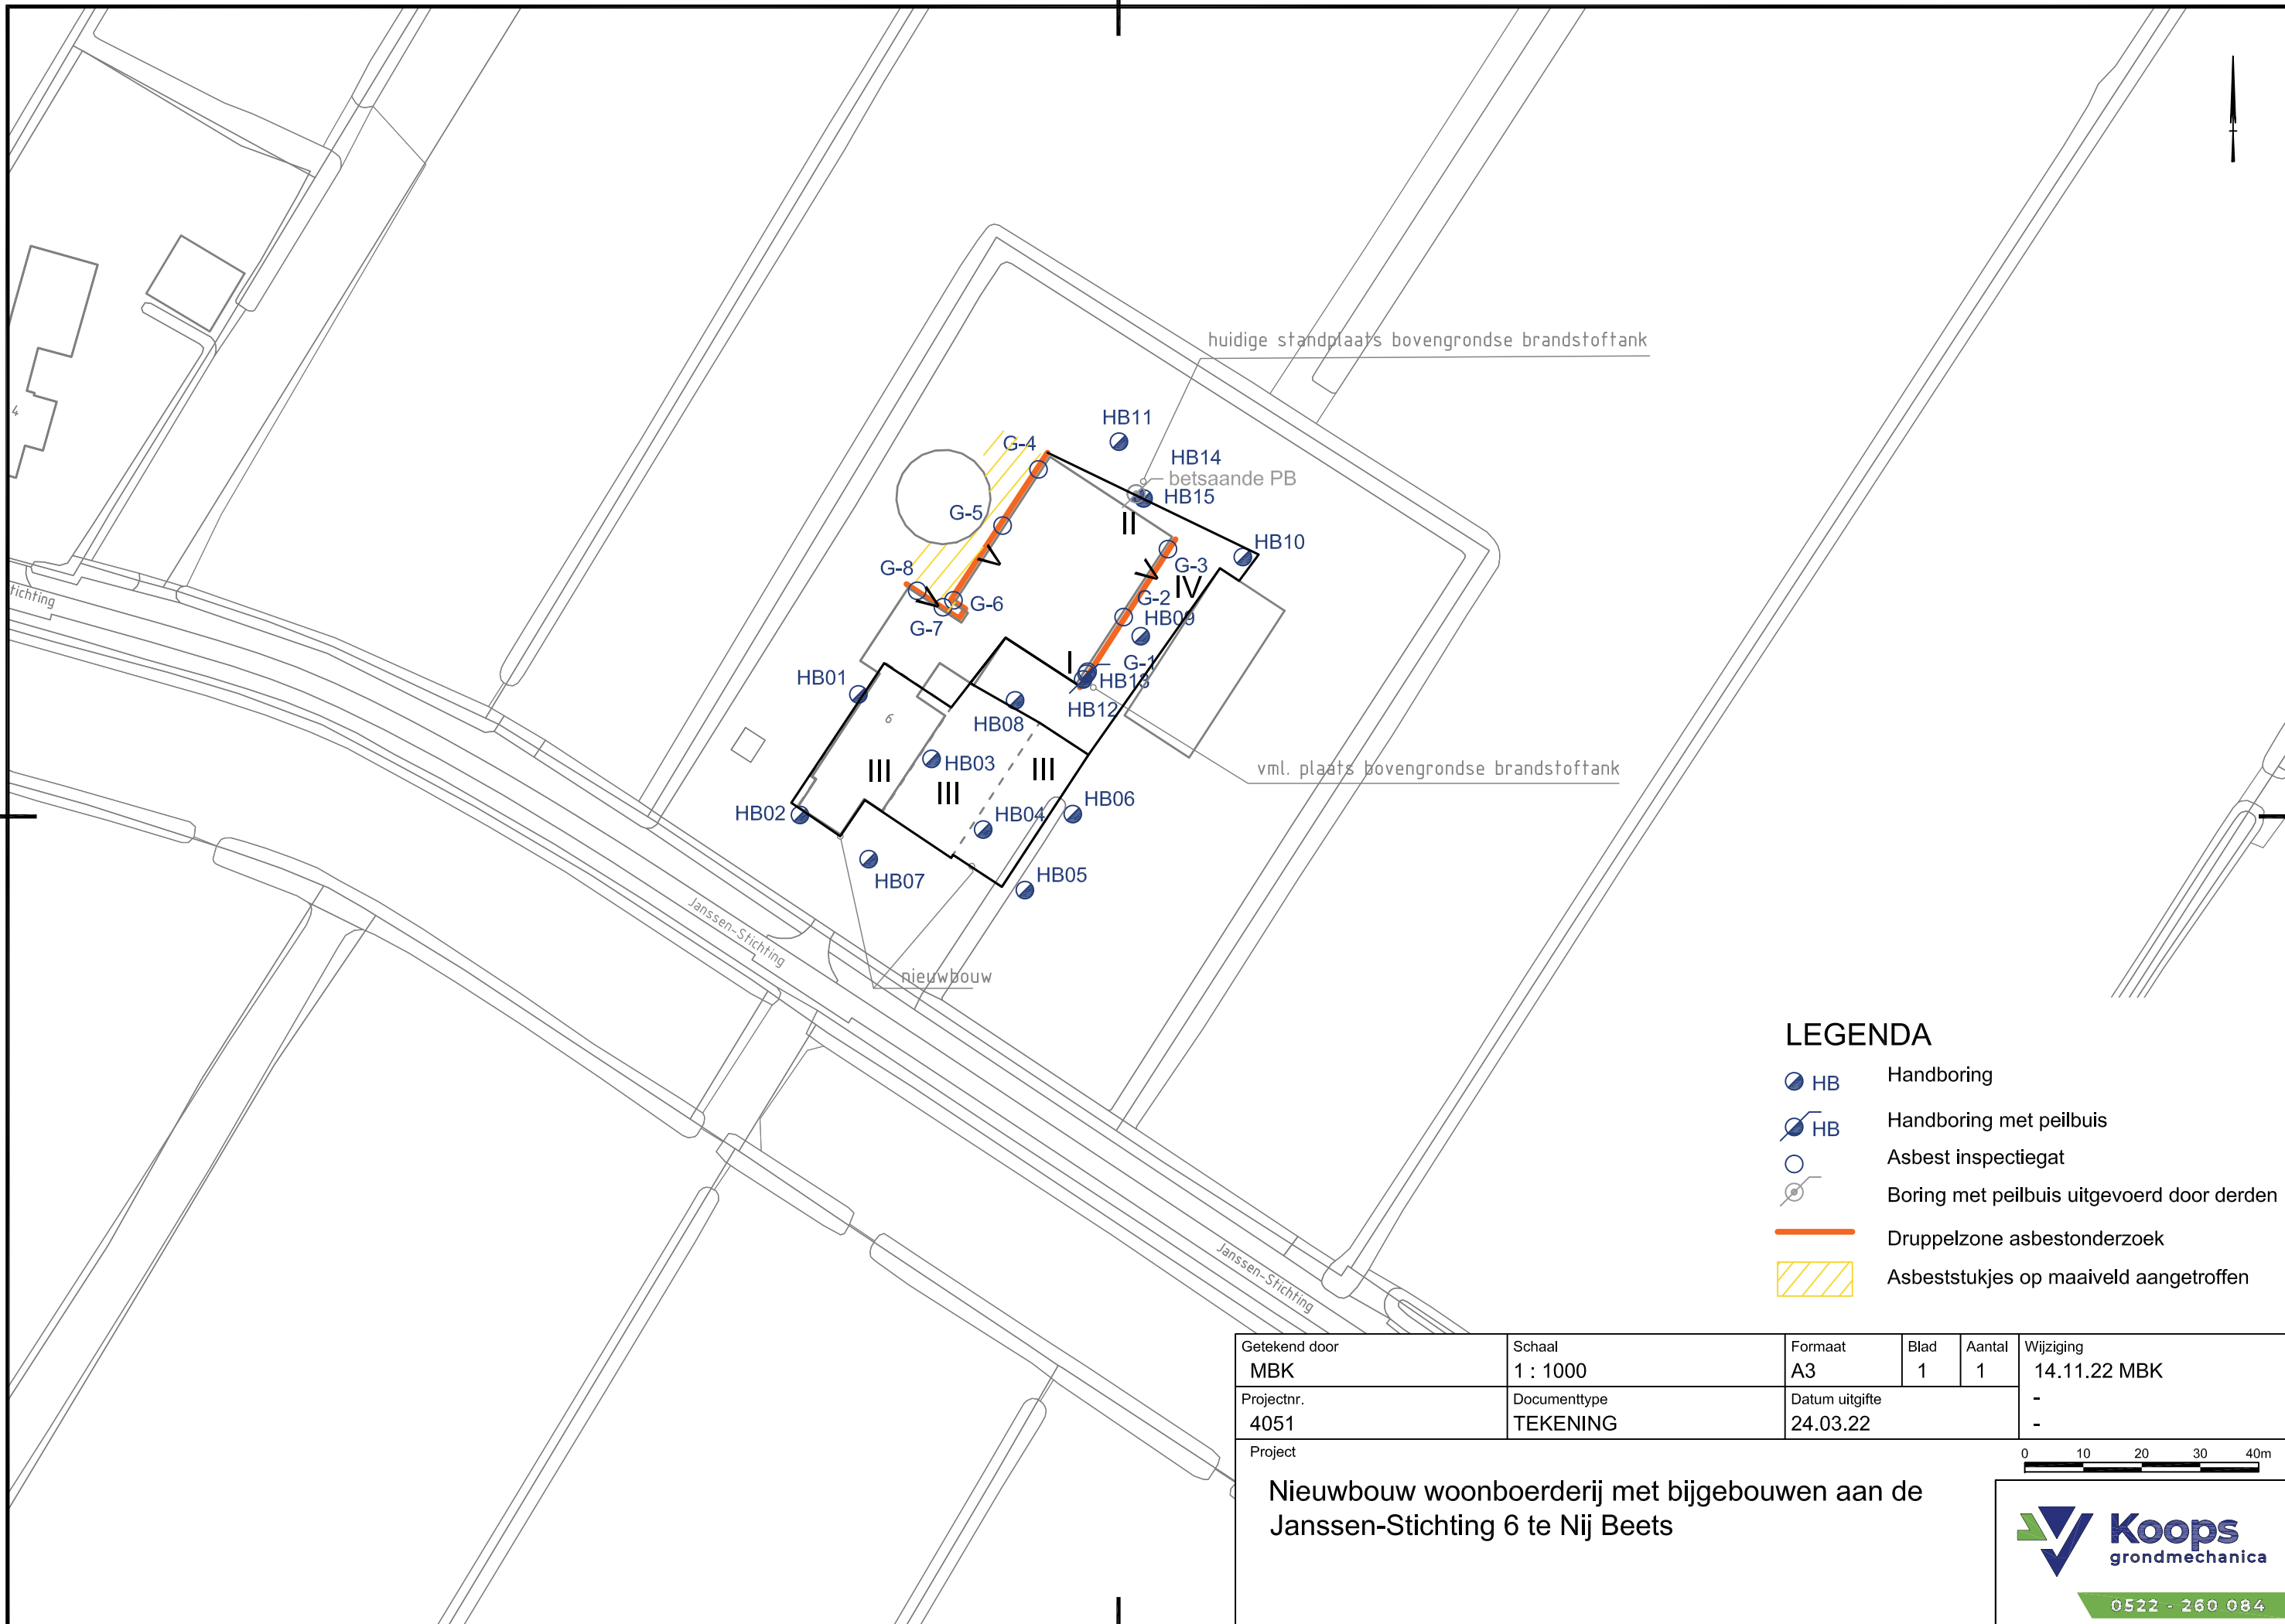 huidige standplaats bovengrondse brandstoftank
HB11
G-4
HB14
betsaande PB
HB15
G-5
II
HB10
V
V
G-3
G-8
IV
V
G-6
G-2
G-7
HB09
I
G-1
HB01
HB13
6
HB12
HB08
III
HB03
III
vml. plaats bovengrondse brandstoftank
III
HB02
HB04
HB06
HB07
HB05
4
Janssen-Stichting
nieuwbouw
Janssen-Stichting
LEGENDA
HB Handboring
HB Handboring met peilbuis
Asbest inspectiegat
Boring met peilbuis uitgevoerd door derden
Druppelzone asbestonderzoek
Asbeststukjes op maaiveld aangetroffen
Getekend door Schaal Formaat Blad Aantal Wijziging
MBK 1 : 1000 A3 1 1 14.11.22 MBK
Projectnr. Documenttype Datum uitgifte -
4051 TEKENING 24.03.22 -
Project
0 10 20 30 40m
Nieuwbouw woonboerderij met bijgebouwen aan de
Janssen-Stichting 6 te Nij Beets
Koops
grondmechanica
0522 - 260 084